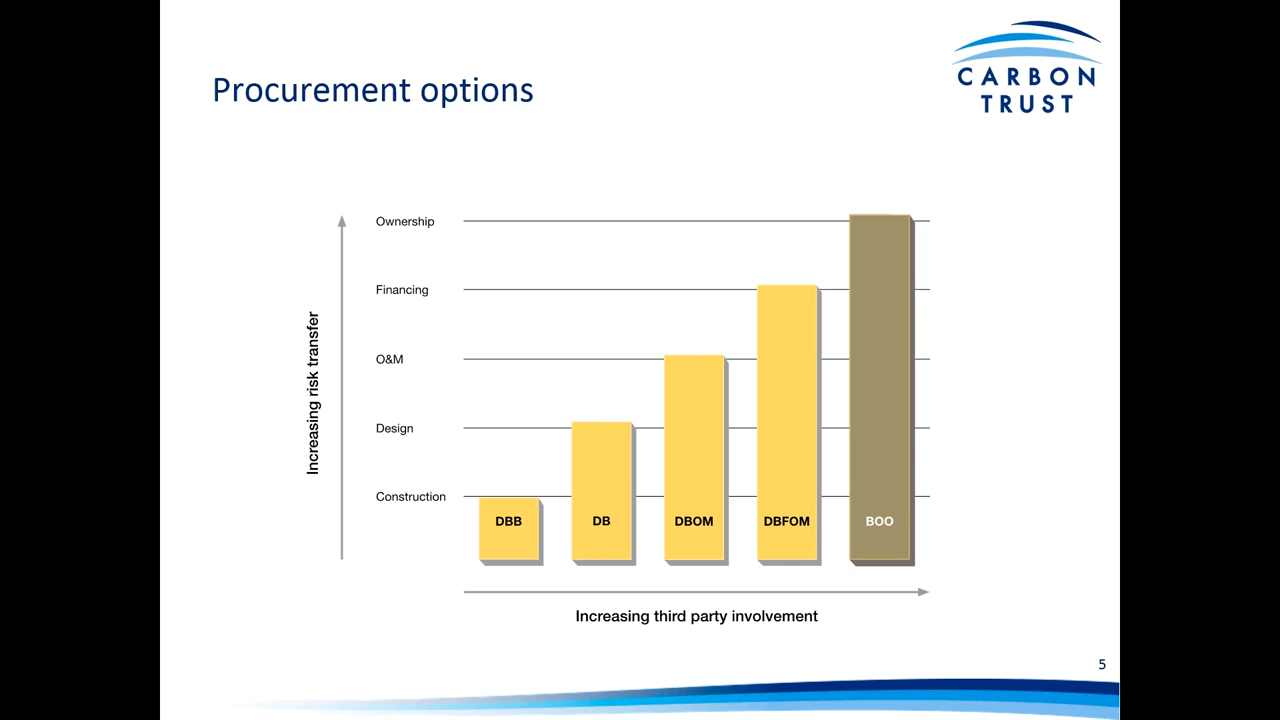 CARBON
TRUST
Procurement options
Ownership
Financing
O&M
Design
Construction
Increasing risk transfer
DBB
DB
DBOM
DBFOM
BOO
Increasing third party involvement
5